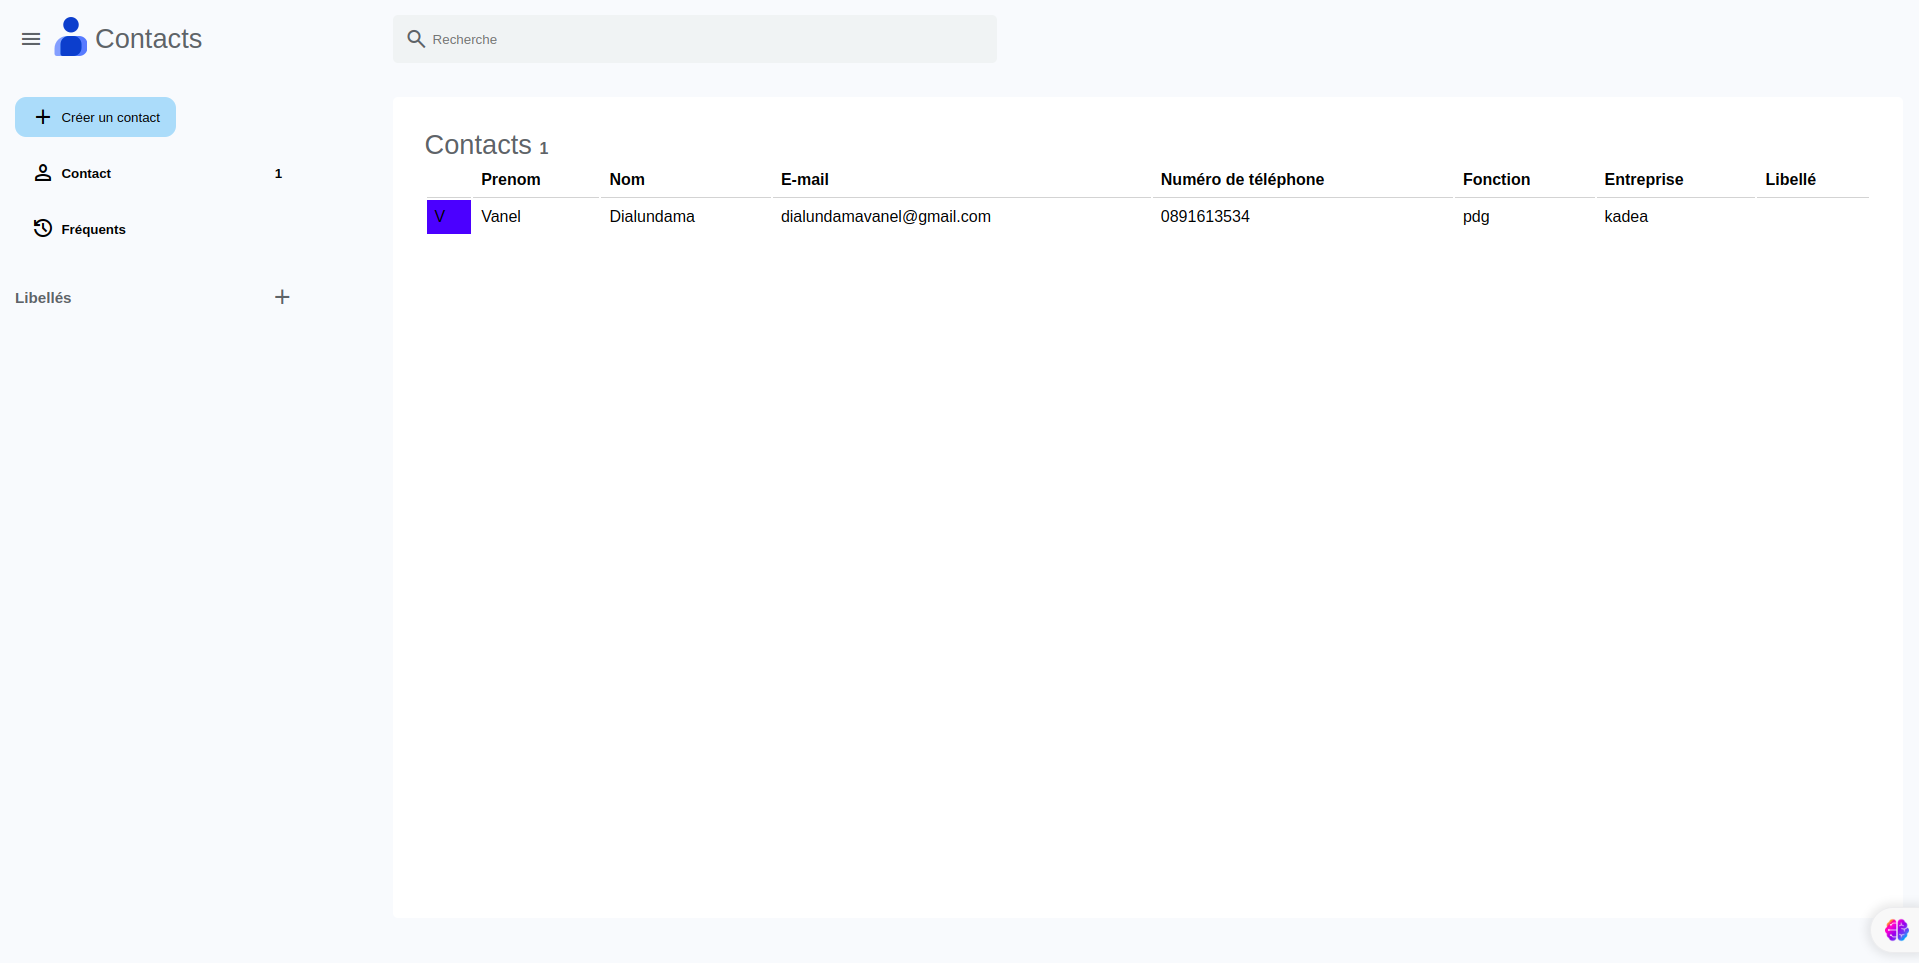 Contacts
Recherche
Créer un contact
Contact 1
Fréquents
Libellés
Contacts 1
Prenom Nom E-mail Numéro de téléphone Fonction Entreprise Libellé
V Vanel Dialundama dialundamavanel@gmail.com 0891613534 pdg kadea